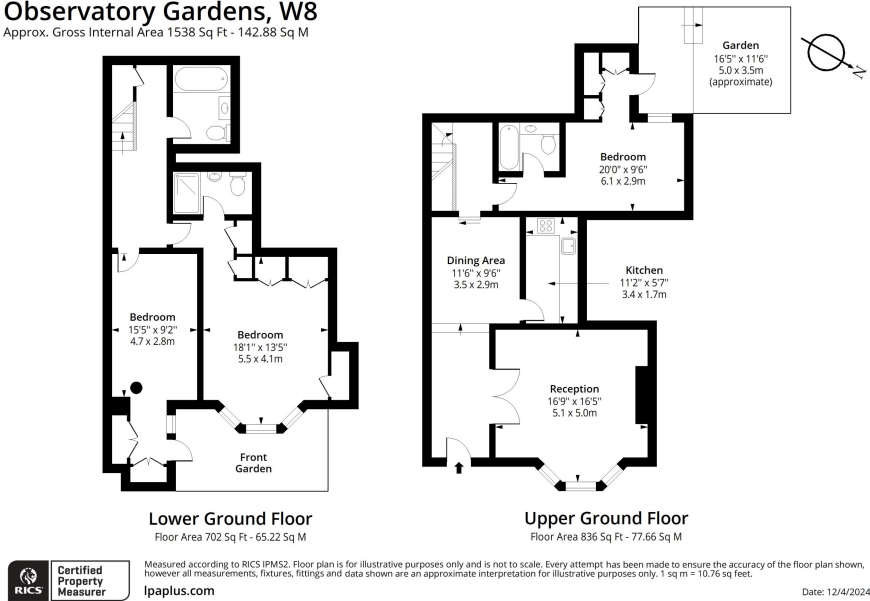 Observatory Gardens, W8
Approx. Gross Internal Area 1538 Sq Ft - 142.88 Sq M
Bedroom
15'5" x 9'2"
4.7 x 2.8m
Bedroom
18'1" x 13'5"
5.5 x 4.1m
Front
Garden
Lower Ground Floor
Floor Area 702 Sq Ft - 65.22 Sq M
Garden
16'5" x 11'6"
5.0 x 3.5m
(approximate)
N
Bedroom
20'0" x 9'6"
6.1 x 2.9m
Dining Area
11'6" x 9'6"
3.5 x 2.9m
Kitchen
11'2" x 5'7"
3.4 x 1.7m
Reception
16'9" x 16'5"
5.1 x 5.0m
Upper Ground Floor
Floor Area 836 Sq Ft - 77.66 Sq M
RICS
Certified
Property
Measurer
Measured according to RICS IPMS2. Floor plan is for illustrative purposes only and is not to scale. Every attempt has been made to ensure the accuracy of the floor plan shown,
however all measurements, fixtures, fittings and data shown are an approximate interpretation for illustrative purposes only. 1 sq m = 10.76 sq feet.
lpaplus.com
Date: 12/4/2024